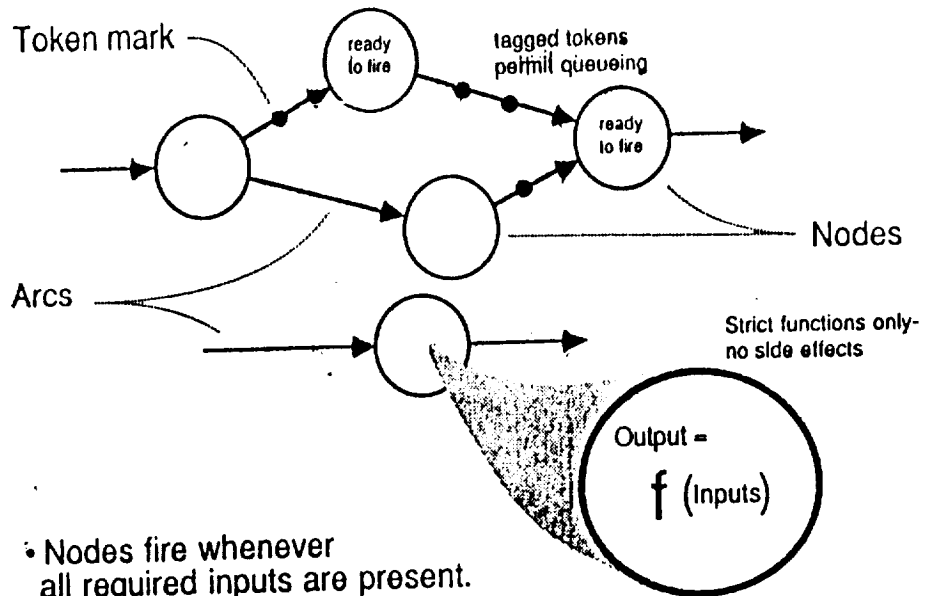 Token mark
ready
to fire
tagged tokens
permit queueing
ready
to fire
Nodes
Arcs
Strict functions only-
no side effects
Output =
f (Inputs)
• Nodes fire whenever
all required inputs are present.